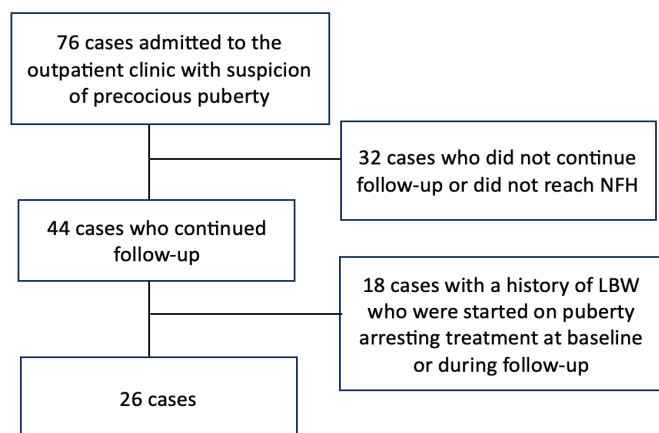 76 cases admitted to the
outpatient clinic with suspicion
of precocious puberty
32 cases who did not continue
follow-up or did not reach NFH
44 cases who continued
follow-up
18 cases with a history of LBW
who were started on puberty
arresting treatment at baseline
or during follow-up
26 cases